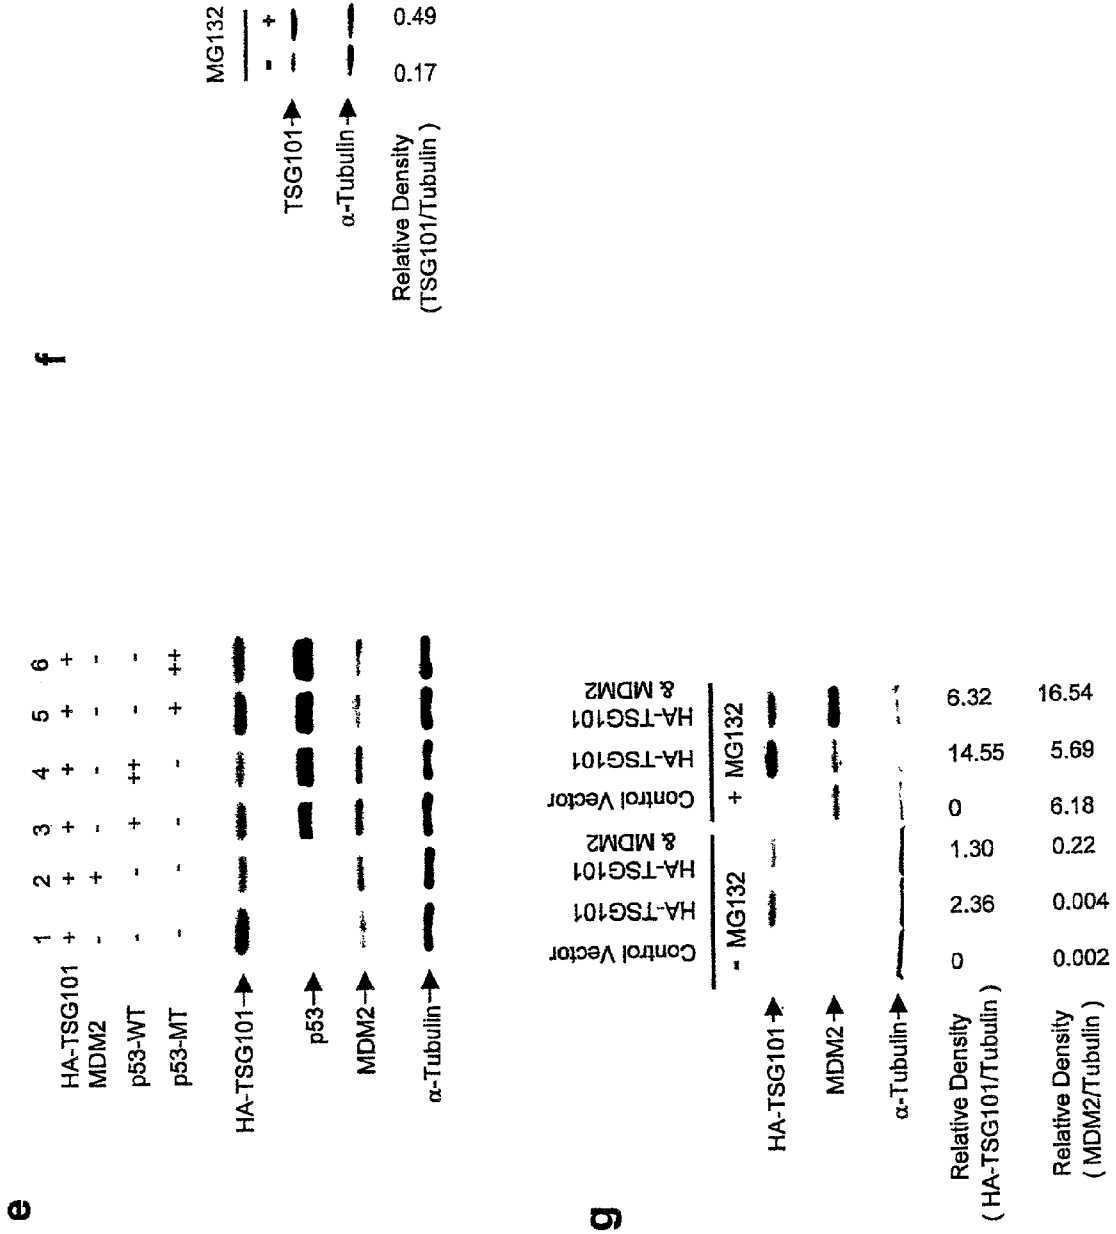 e
1 2 3 4 5 6
HA-TSG101 + + + + + +
MDM2 - + - - - -
p53-WT - - + ++ - -
p53-MT - - - - + ++
HA-TSG101
p53
MDM2
α-Tubulin
f
MG132
- +
TSG101
α-Tubulin
Relative Density 0.17 0.49
(TSG101/Tubulin )
g
Control Vector
HA-TSG101
HA-TSG101
& MDM2
Control Vector
HA-TSG101
HA-TSG101
& MDM2
- MG132 + MG132
HA-TSG101
MDM2
α-Tubulin
Relative Density 0 2.36 1.30 0 14.55 6.32
( HA-TSG101/Tubulin )
Relative Density 0.002 0.004 0.22 6.18 5.69 16.54
( MDM2/Tubulin )